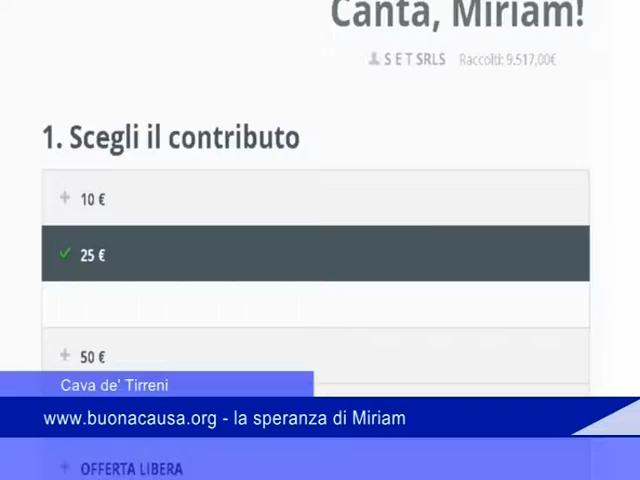 Canta, Miriam!
S E T SRLS Raccolti: 9.517,00€
1. Scegli il contributo
10 €
25 €
50 €
Cava de' Tirreni
www.buonacausa.org - la speranza di Miriam
OFFERTA LIBERA